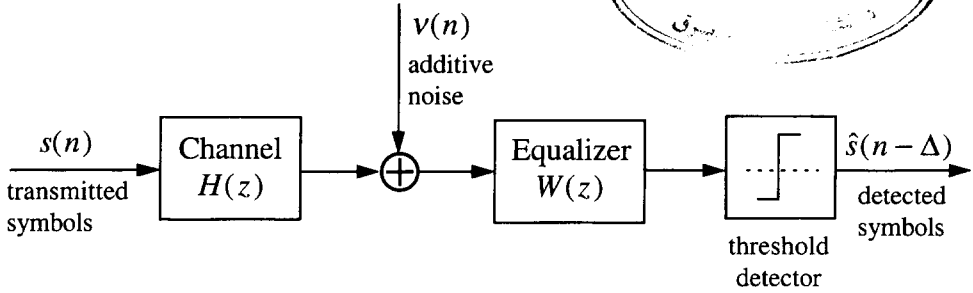 ν(n)
additive
noise
s(n)
transmitted
symbols
Channel
H(z)
Equalizer
W(z)
threshold
detector
ŝ(n − Δ)
detected
symbols